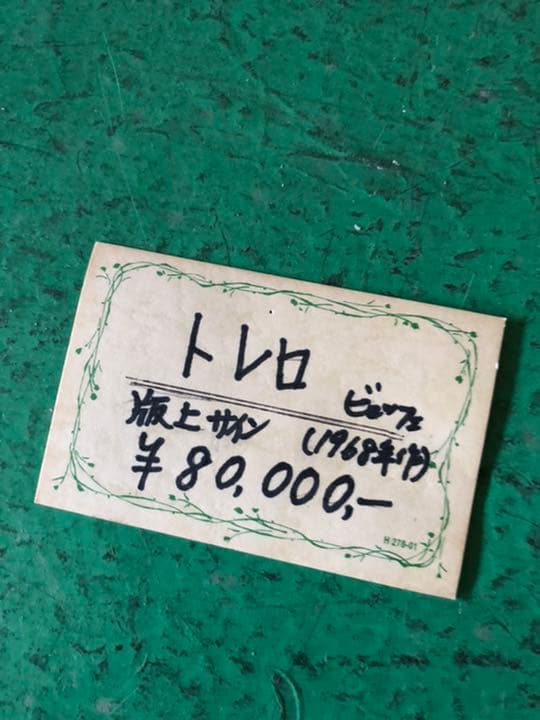 トレロ
ビュッフェ
版上サイン (1968年作)
¥80,000,-
H 278-01